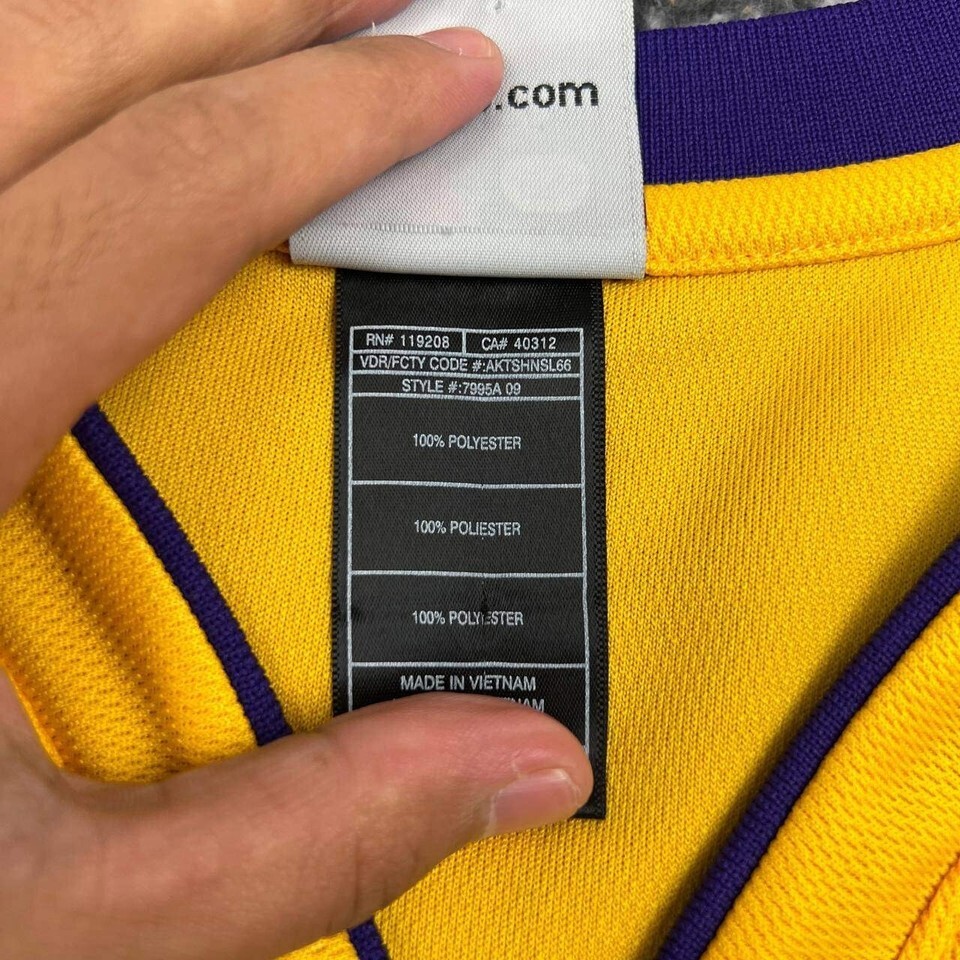 .com
RN# 119208 CA# 40312
VDR/FCTY CODE #:AKTSHNSL66
STYLE #:7995A 09
100% POLYESTER
100% POLIESTER
100% POLYESTER
MADE IN VIETNAM